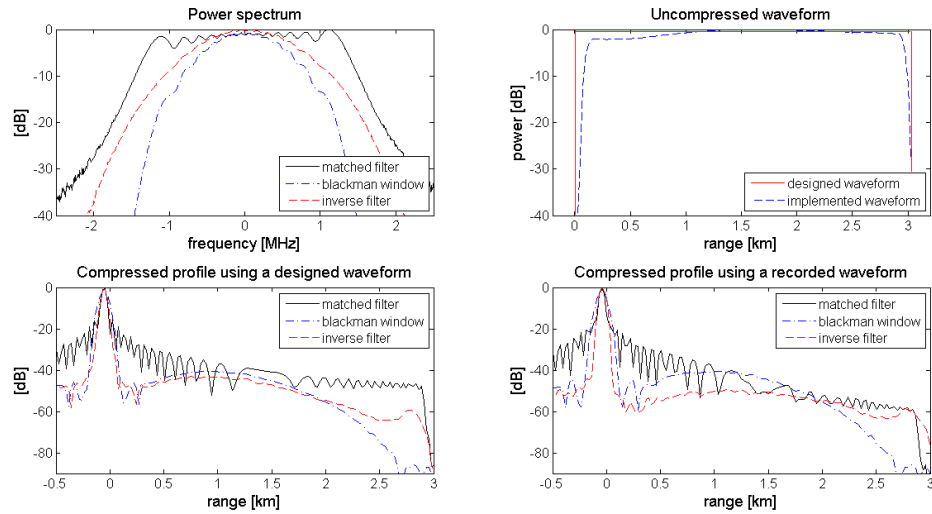 Power spectrum
0
-10
-20
-30
-40
[dB]
-2
-1
0
1
2
frequency [MHz]
matched filter
blackman window
inverse filter
Uncompressed waveform
0
-10
-20
-30
-40
power [dB]
0
0.5
1
1.5
2
2.5
3
range [km]
designed waveform
implemented waveform
Compressed profile using a designed waveform
0
-20
-40
-60
-80
[dB]
-0.5
0
0.5
1
1.5
2
2.5
3
range [km]
matched filter
blackman window
inverse filter
Compressed profile using a recorded waveform
0
-20
-40
-60
-80
[dB]
-0.5
0
0.5
1
1.5
2
2.5
3
range [km]
matched filter
blackman window
inverse filter